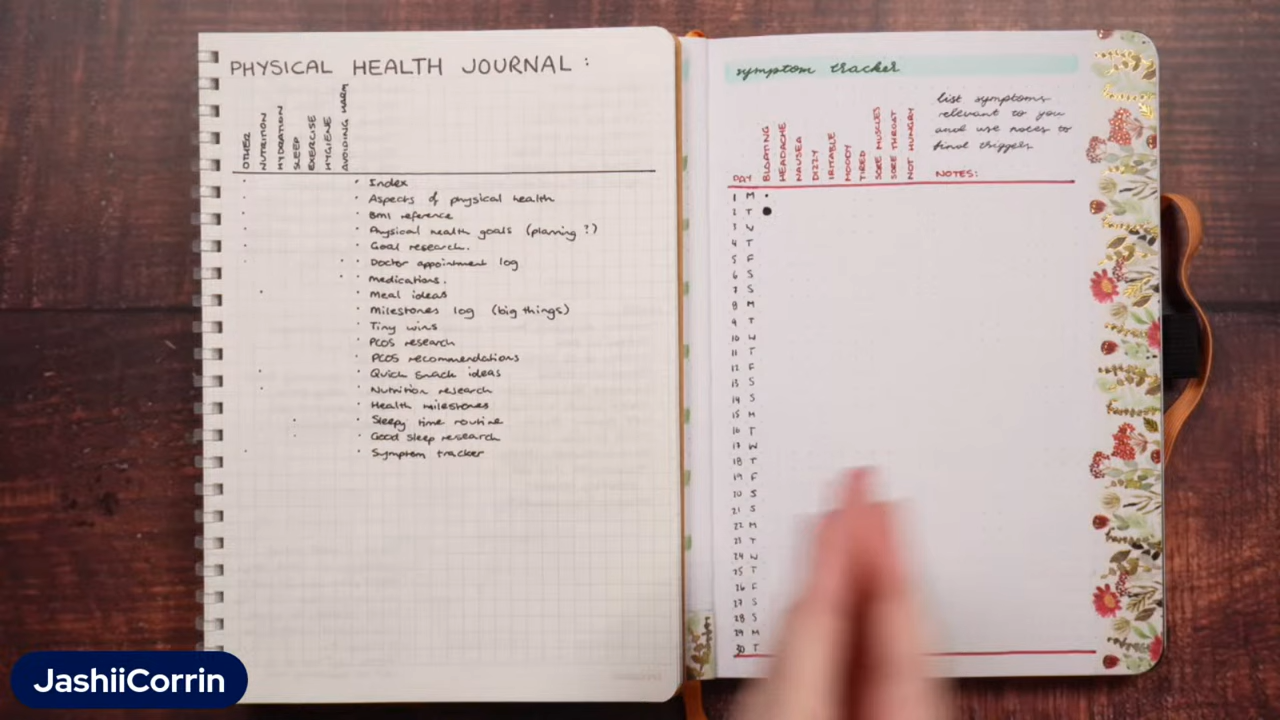 PHYSICAL HEALTH JOURNAL :
OTHER
NUTRITION
HYDRATION
SLEEP
EXERCISE
HYGIENE
AVOIDING HARM
· Index
· Aspects of physical health
· BMI reference
· Physical health goals (planning ?)
· Goal research.
· Doctor appointment log
· medications.
· Meal ideas
· Milestones log (big things)
· Tiny wins
· PCOS research
· PCOS recommendations
· Quick snack ideas
· Nutrition research
· Health milestones
· Sleepy time routine
· Good sleep research
· Symptom tracker
symptom tracker
list symptoms
relevant to you
and use notes to
find triggers
DAY
BLOATING
HEADACHE
NAUSEA
DIZZY
IRITABLE
MOODY
TIRED
SORE MUSCLES
SORE THROAT
NOT HUNGRY
NOTES:
1 M
2 T
3 W
4 T
5 F
6 S
7 S
8 M
9 T
10 W
11 T
12 F
13 S
14 S
15 M
16 T
17 W
18 T
19 F
20 S
21 S
22 M
23 T
24 W
25 T
26 F
27 S
28 S
29 M
30 T
JashiiCorrin